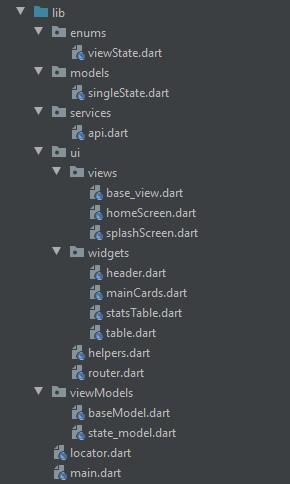 lib
enums
viewState.dart
models
singleState.dart
services
api.dart
ui
views
base_view.dart
homeScreen.dart
splashScreen.dart
widgets
header.dart
mainCards.dart
statsTable.dart
table.dart
helpers.dart
router.dart
viewModels
baseModel.dart
state_model.dart
locator.dart
main.dart